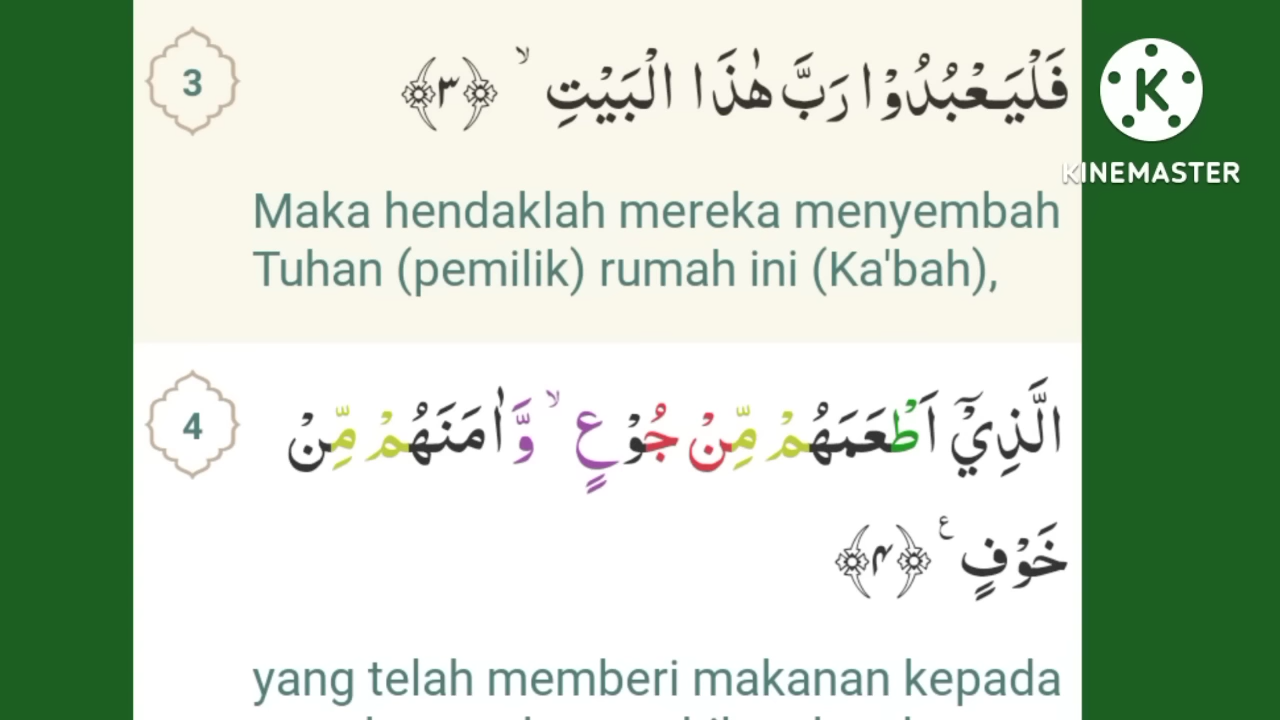 3
فَلْيَعْبُدُوْا رَبَّ هٰذَا الْبَيْتِ ۙ ﴿٣﴾
K
KINEMASTER
Maka hendaklah mereka menyembah
Tuhan (pemilik) rumah ini (Ka'bah),
4
الَّذِيْٓ اَطْعَمَهُمْ مِّنْ جُوْعٍ ۙ وَّاٰمَنَهُمْ مِّنْ
خَوْفٍ ࣖ ﴿۴﴾
yang telah memberi makanan kepada